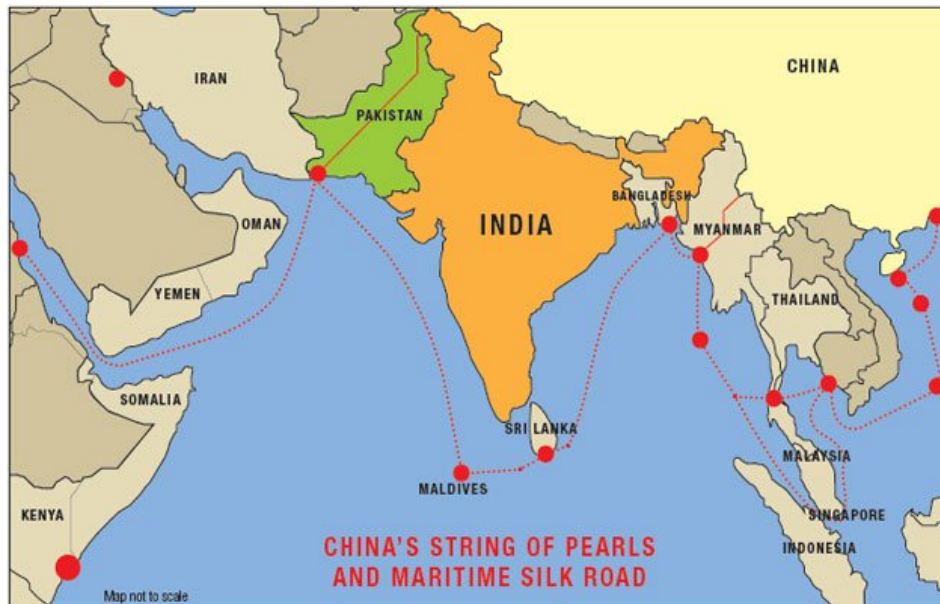 CHINA
IRAN
PAKISTAN
BANGLADESH
OMAN
INDIA
MYANMAR
YEMEN
THAILAND
SOMALIA
SRI LANKA
MALAYSIA
MALDIVES
KENYA
SINGAPORE
INDONESIA
CHINA'S STRING OF PEARLS
AND MARITIME SILK ROAD
Map not to scale